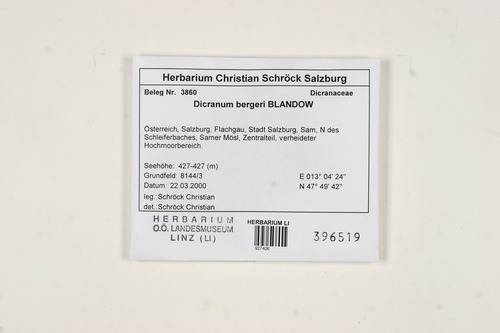 Herbarium Christian Schröck Salzburg
Beleg Nr. 3860 Dicranaceae
Dicranum bergeri BLANDOW
Österreich, Salzburg, Flachgau, Stadt Salzburg, Sam, N des
Schleiferbaches, Samer Mösl, Zentralteil, verheideter
Hochmoorbereich.
Seehöhe: 427-427 (m)
Grundfeld: 8144/3 E 013° 04' 24"
Datum: 22.03.2000 N 47° 49' 42"
leg.:Schröck Christian
det.:Schröck Christian
HERBARIUM
O.Ö. LANDESMUSEUM
LINZ (LI)
HERBARIUM LI
927406
396519